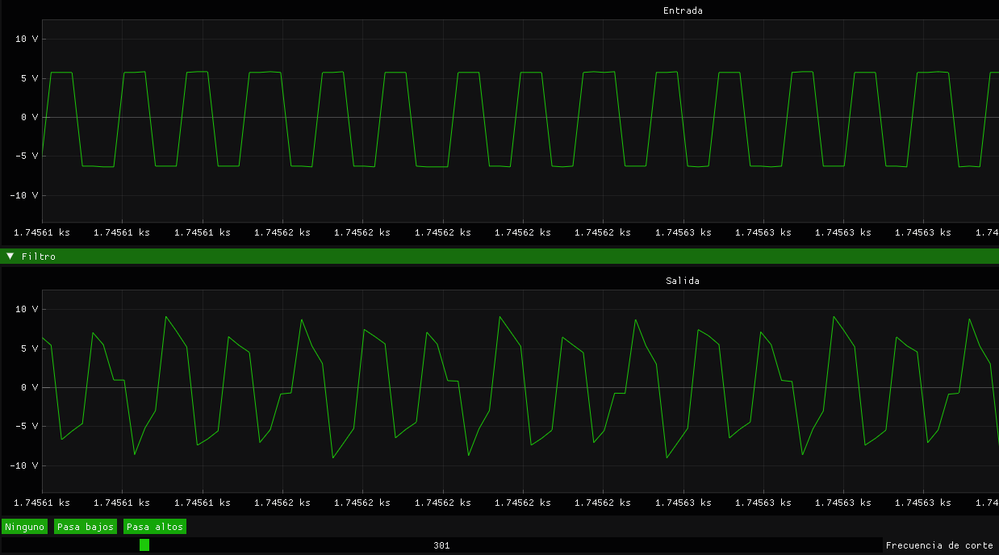 Entrada
10 V
5 V
0 V
-5 V
-10 V
1.74561 ks 1.74561 ks 1.74561 ks 1.74562 ks 1.74562 ks 1.74562 ks 1.74562 ks 1.74562 ks 1.74563 ks 1.74563 ks 1.74563 ks 1.74563 ks 1.74
▼ Filtro
Salida
10 V
5 V
0 V
-5 V
-10 V
1.74561 ks 1.74561 ks 1.74561 ks 1.74562 ks 1.74562 ks 1.74562 ks 1.74562 ks 1.74562 ks 1.74563 ks 1.74563 ks 1.74563 ks 1.74563 ks 1.74
Ninguno Pasa bajos Pasa altos
301 Frecuencia de corte